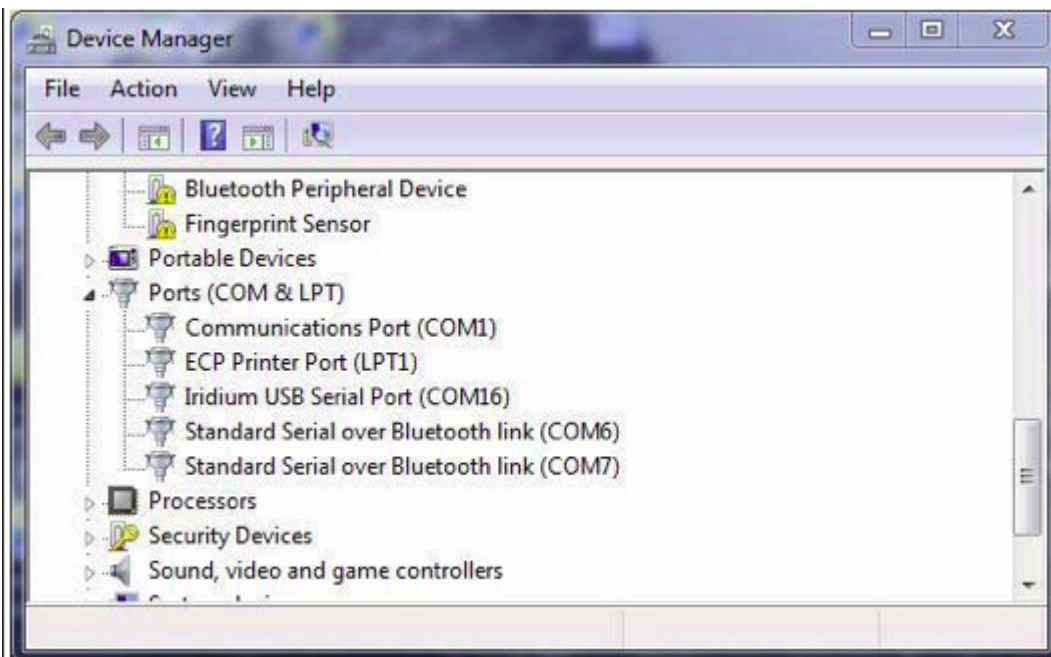 Device Manager
File Action View Help
Bluetooth Peripheral Device
Fingerprint Sensor
Portable Devices
Ports (COM & LPT)
Communications Port (COM1)
ECP Printer Port (LPT1)
Iridium USB Serial Port (COM16)
Standard Serial over Bluetooth link (COM6)
Standard Serial over Bluetooth link (COM7)
Processors
Security Devices
Sound, video and game controllers